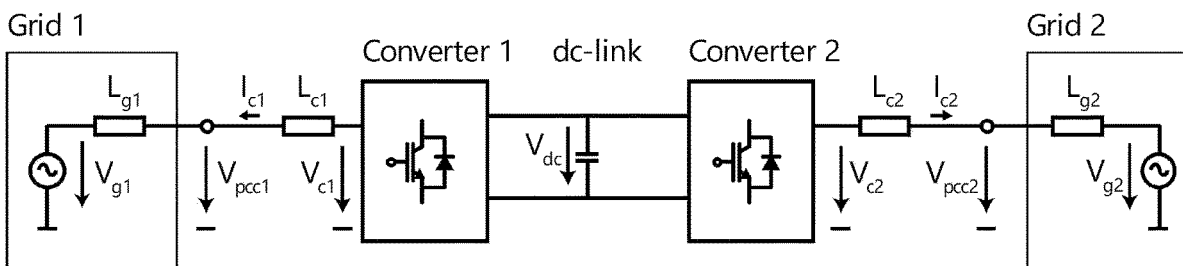 Grid 1
Grid 2
Converter 1
dc-link
Converter 2
L_g1
I_c1
L_c1
L_c2
I_c2
L_g2
V_g1
V_pcc1
V_c1
V_dc
V_c2
V_pcc2
V_g2